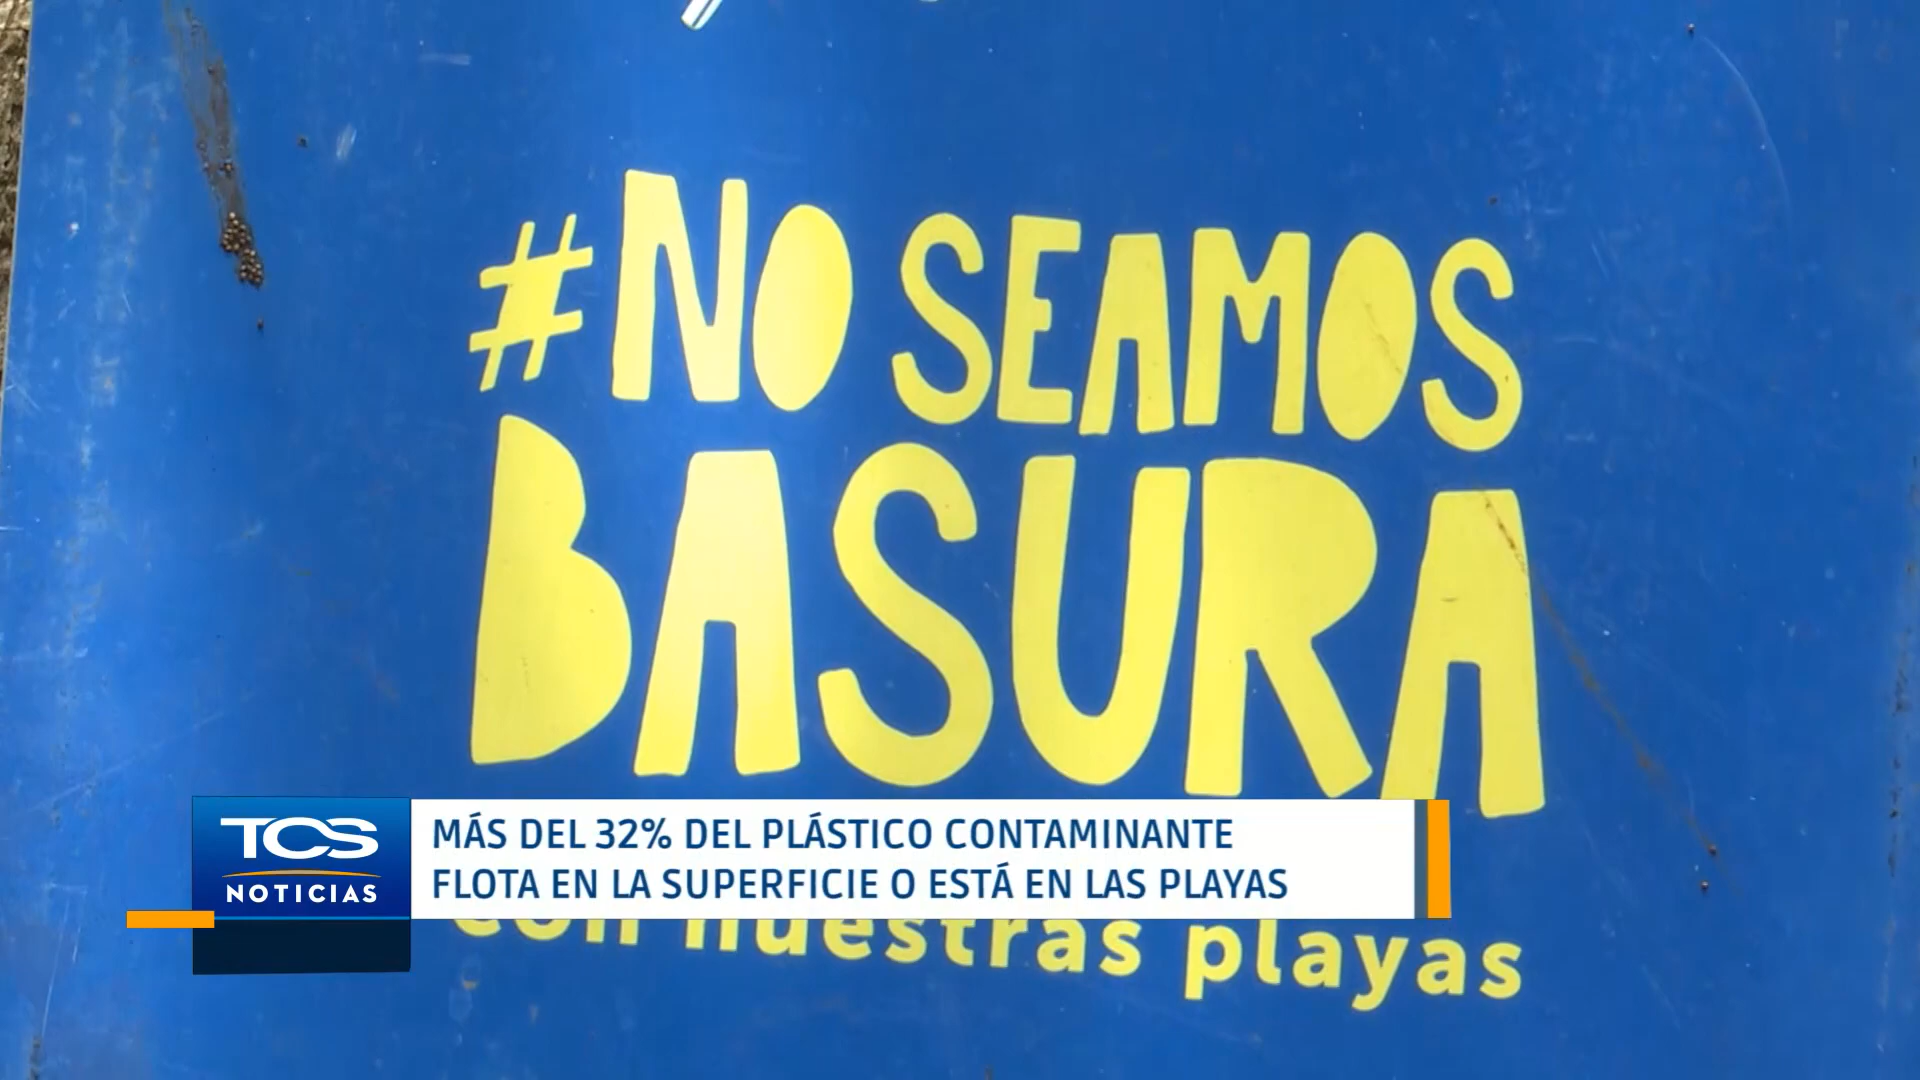 #NO SEAMOS
BASURA
TCS
NOTICIAS
MÁS DEL 32% DEL PLÁSTICO CONTAMINANTE
FLOTA EN LA SUPERFICIE O ESTÁ EN LAS PLAYAS
con nuestras playas